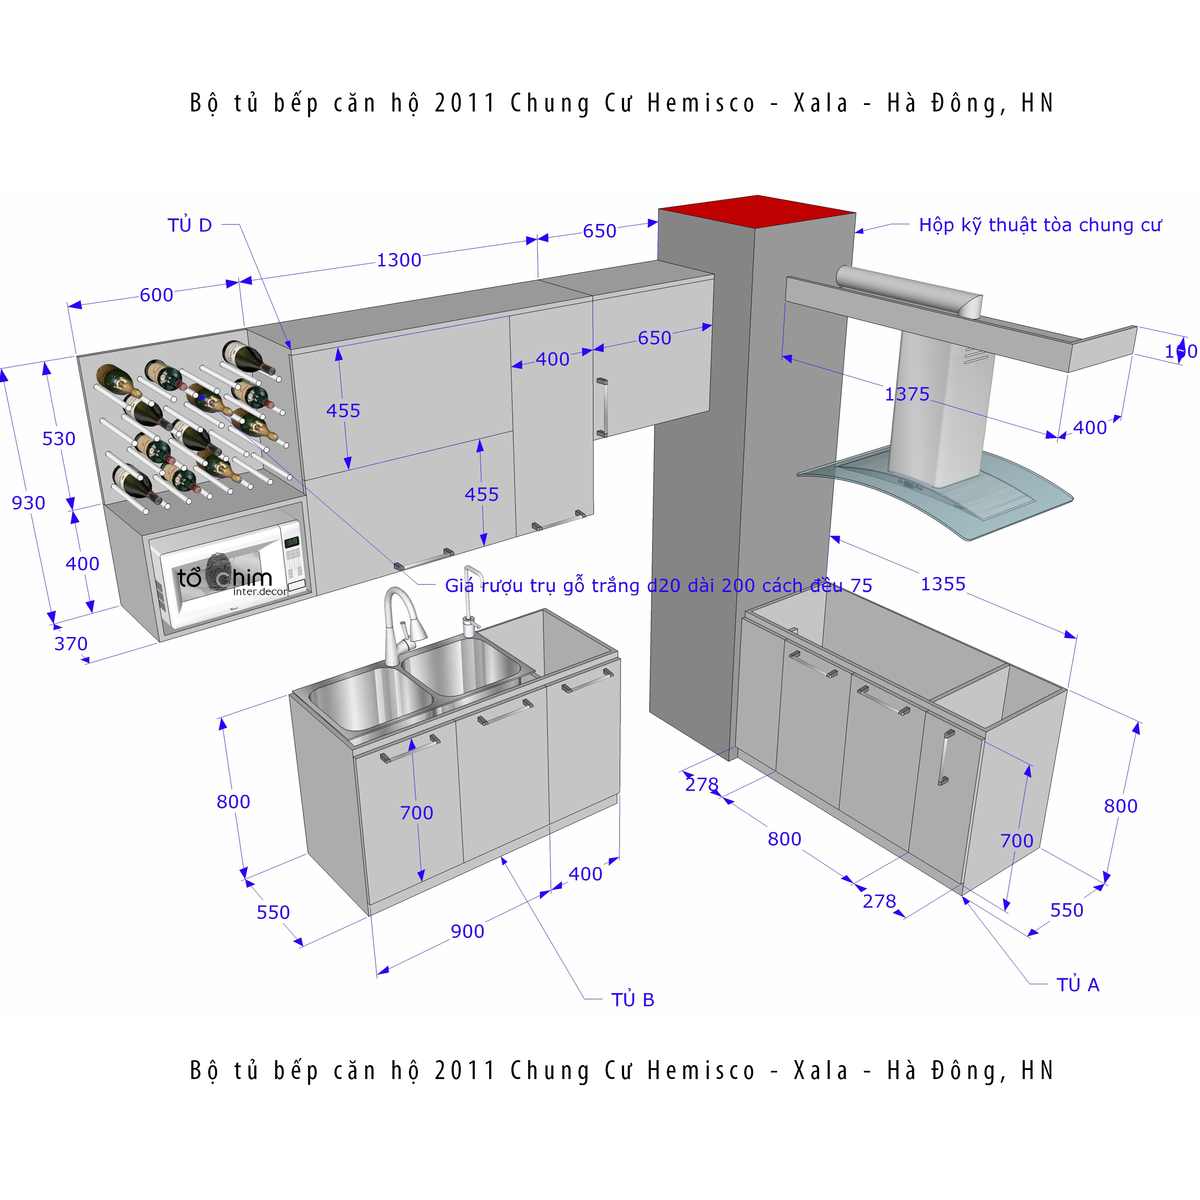 Bộ tủ bếp căn hộ 2011 Chung Cư Hemisco - Xala - Hà Đông, HN
TỦ D
Hộp kỹ thuật tòa chung cư
650
1300
600
650
400
455
530
455
930
400
370
1375
400
100
tổ chim
inter.decor
Giá rượu trụ gỗ trắng d20 dài 200 cách đều 75
1355
800
700
550
900
400
TỦ B
278
800
278
700
800
550
TỦ A
Bộ tủ bếp căn hộ 2011 Chung Cư Hemisco - Xala - Hà Đông, HN